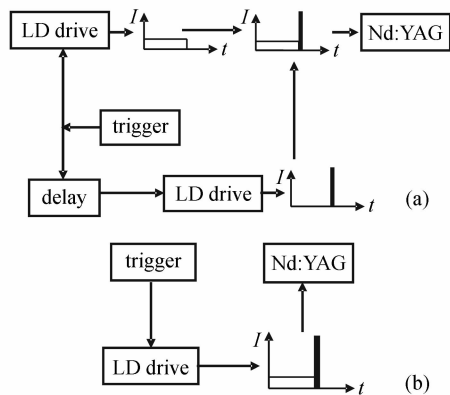 LD drive
I
t
I
t
Nd:YAG
trigger
delay
LD drive
I
t
(a)
trigger
Nd:YAG
LD drive
I
t
(b)